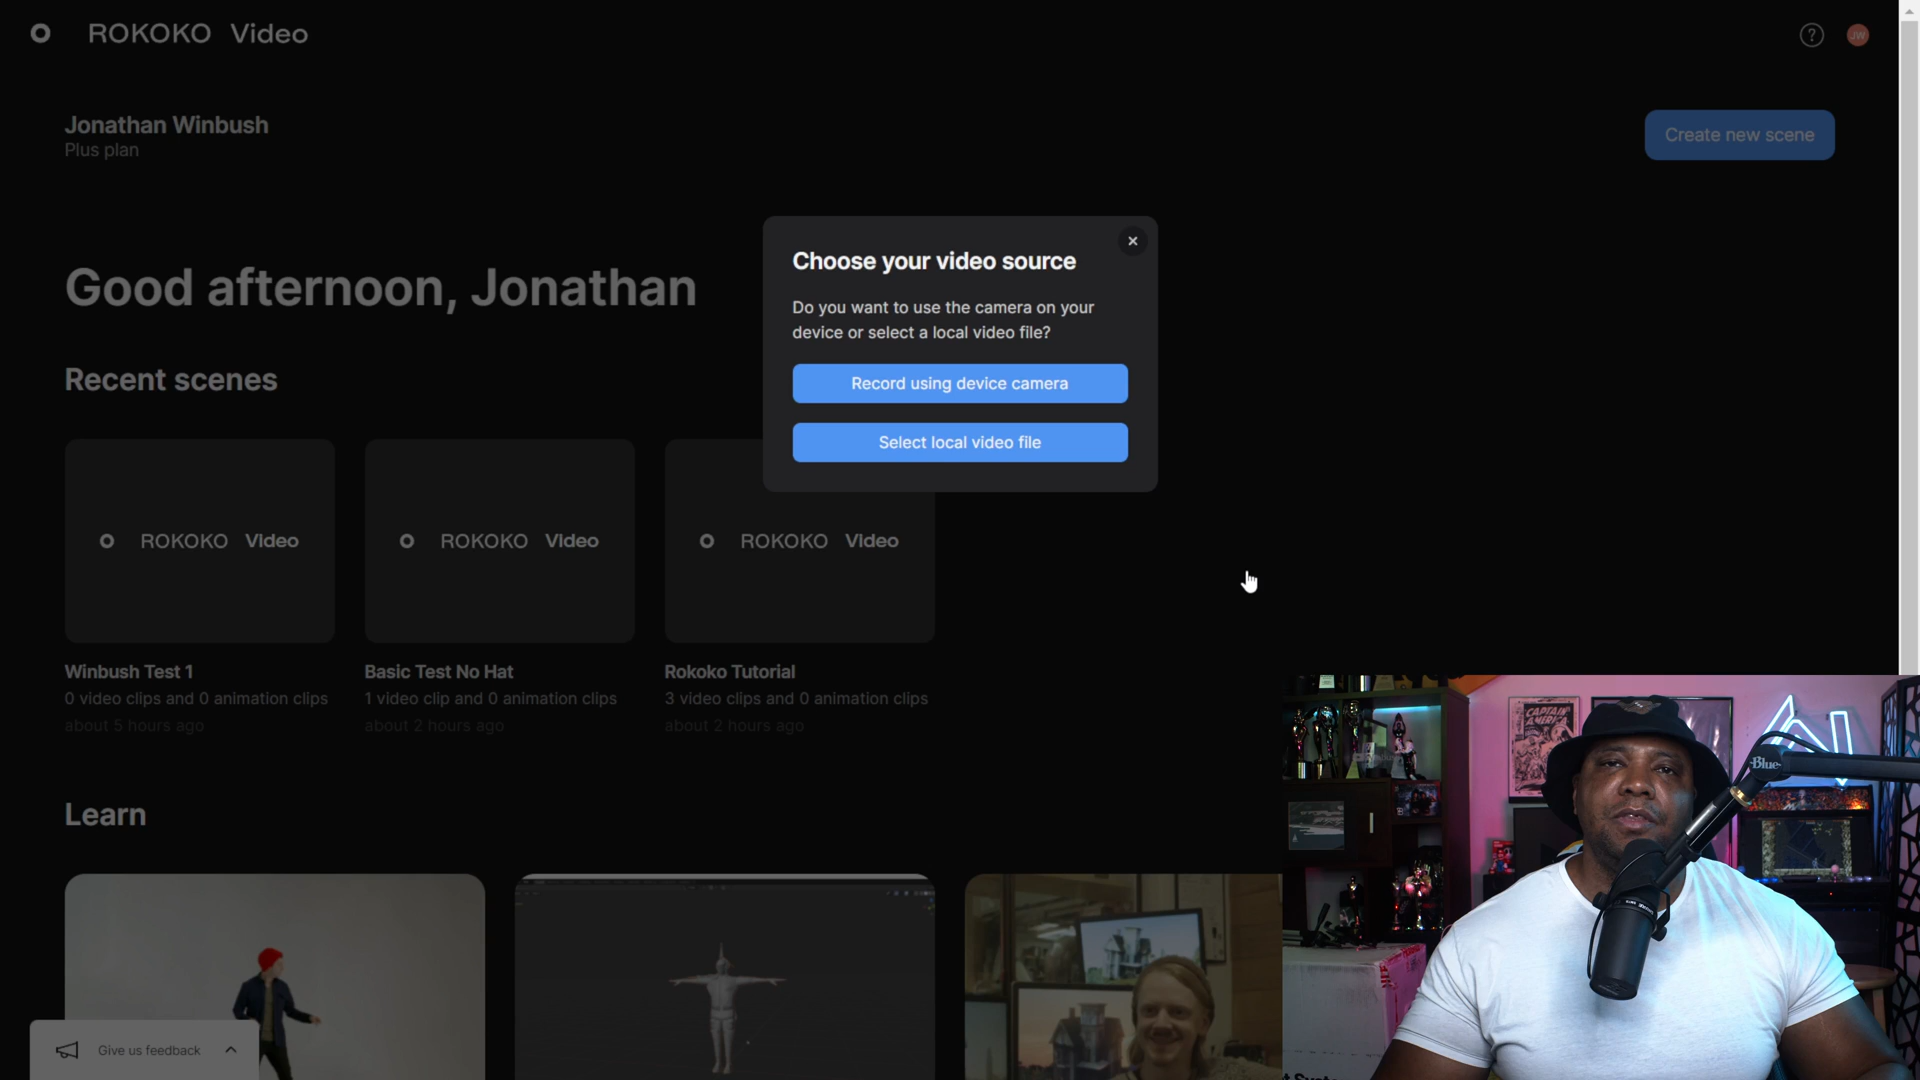 ROKOKO Video
?
JW
Jonathan Winbush
Plus plan
Create new scene
Choose your video source
Do you want to use the camera on your
device or select a local video file?
Record using device camera
Select local video file
Good afternoon, Jonathan
Recent scenes
ROKOKO Video
ROKOKO Video
ROKOKO Video
Winbush Test 1
0 video clips and 0 animation clips
about 5 hours ago
Basic Test No Hat
1 video clip and 0 animation clips
about 2 hours ago
Rokoko Tutorial
3 video clips and 0 animation clips
about 2 hours ago
Learn
Give us feedback
CAPTAIN
AMERICA
Blue